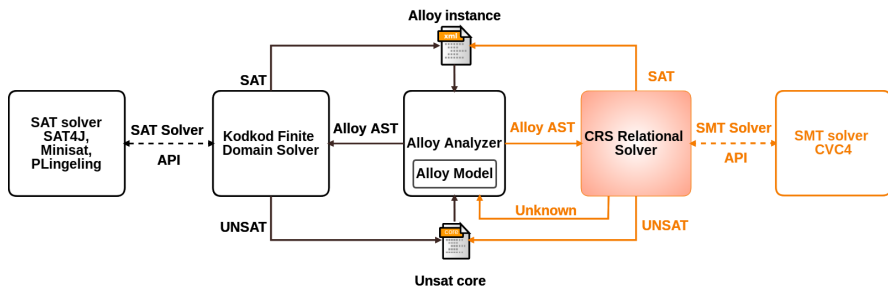 Alloy instance
xml
SAT
SAT
SAT solver
SAT4J,
Minisat,
PLingeling
SAT Solver
API
Kodkod Finite
Domain Solver
Alloy AST
Alloy Analyzer
Alloy Model
Alloy AST
CRS Relational
Solver
SMT Solver
API
SMT solver
CVC4
Unknown
UNSAT
UNSAT
Unsat core